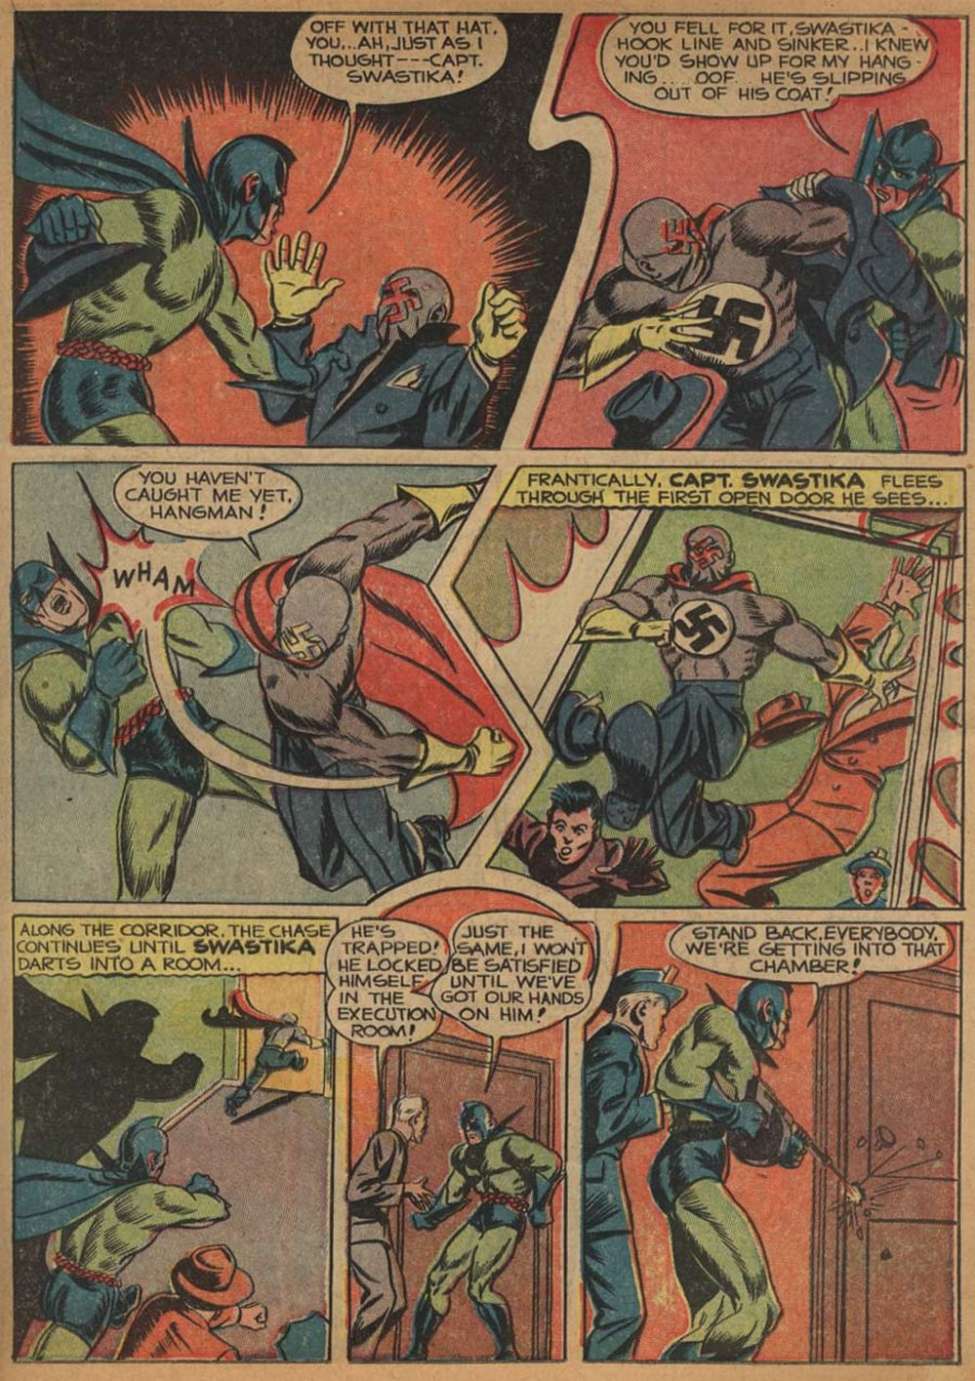 OFF WITH THAT HAT,
YOU...AH, JUST AS I
THOUGHT---CAPT.
SWASTIKA!
YOU FELL FOR IT, SWASTIKA -
HOOK LINE AND SINKER..I KNEW
YOU'D SHOW UP FOR MY HANG-
ING... OOF... HE'S SLIPPING
OUT OF HIS COAT!
YOU HAVEN'T
CAUGHT ME YET,
HANGMAN!
WHAM
FRANTICALLY, CAPT. SWASTIKA FLEES
THROUGH THE FIRST OPEN DOOR HE SEES...
ALONG THE CORRIDOR, THE CHASE
CONTINUES UNTIL SWASTIKA
DARTS INTO A ROOM...
HE'S
TRAPPED!
HE LOCKED
HIMSELF
IN THE
EXECUTION
ROOM!
JUST THE
SAME, I WON'T
BE SATISFIED
UNTIL WE'VE
GOT OUR HANDS
ON HIM!
STAND BACK, EVERYBODY,
WE'RE GETTING INTO THAT
CHAMBER!